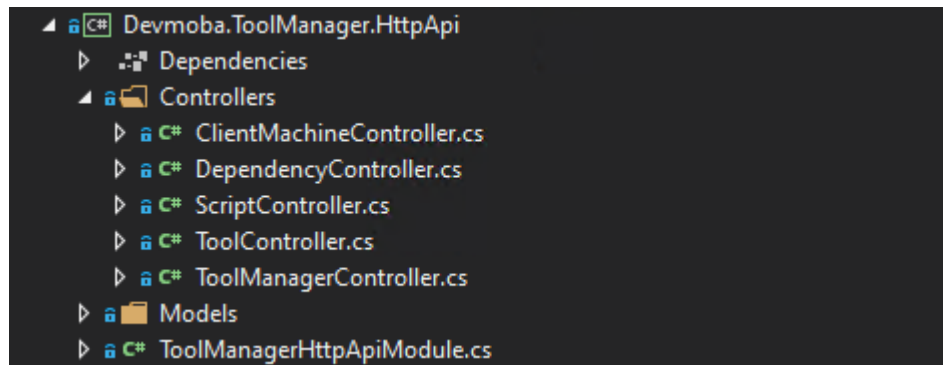 C# Devmoba.ToolManager.HttpApi
Dependencies
Controllers
C# ClientMachineController.cs
C# DependencyController.cs
C# ScriptController.cs
C# ToolController.cs
C# ToolManagerController.cs
Models
C# ToolManagerHttpApiModule.cs